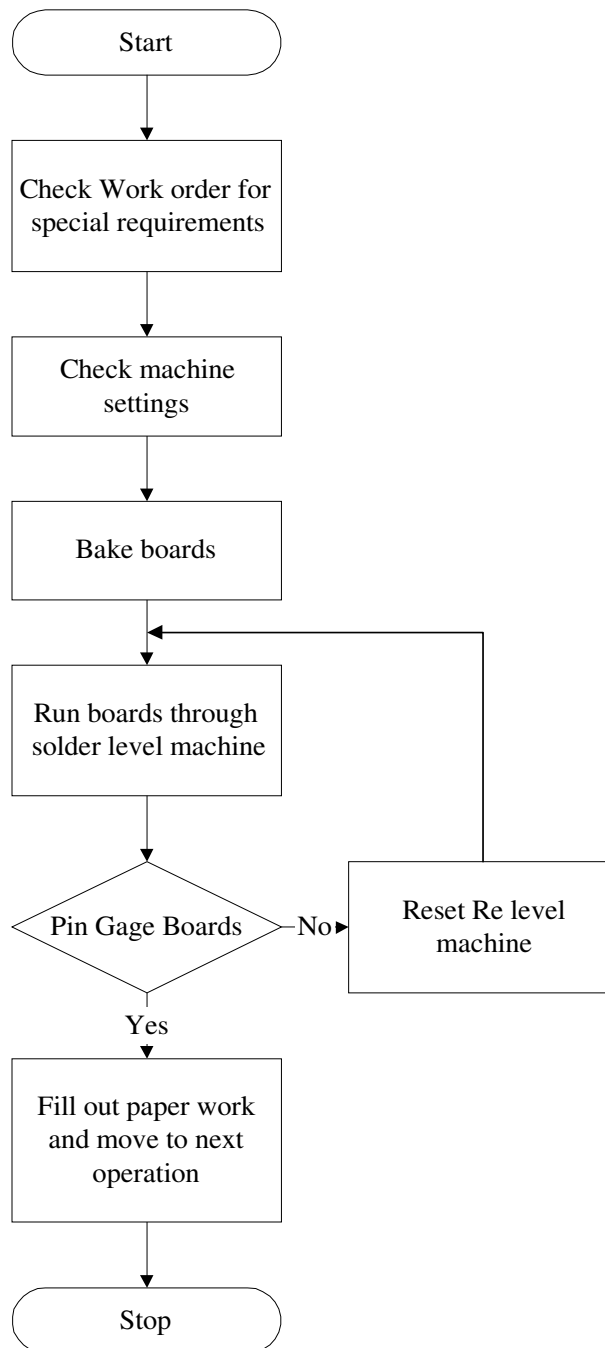 Start
Check Work order for
special requirements
Check machine
settings
Bake boards
Run boards through
solder level machine
Pin Gage Boards
No
Reset Re level
machine
Yes
Fill out paper work
and move to next
operation
Stop